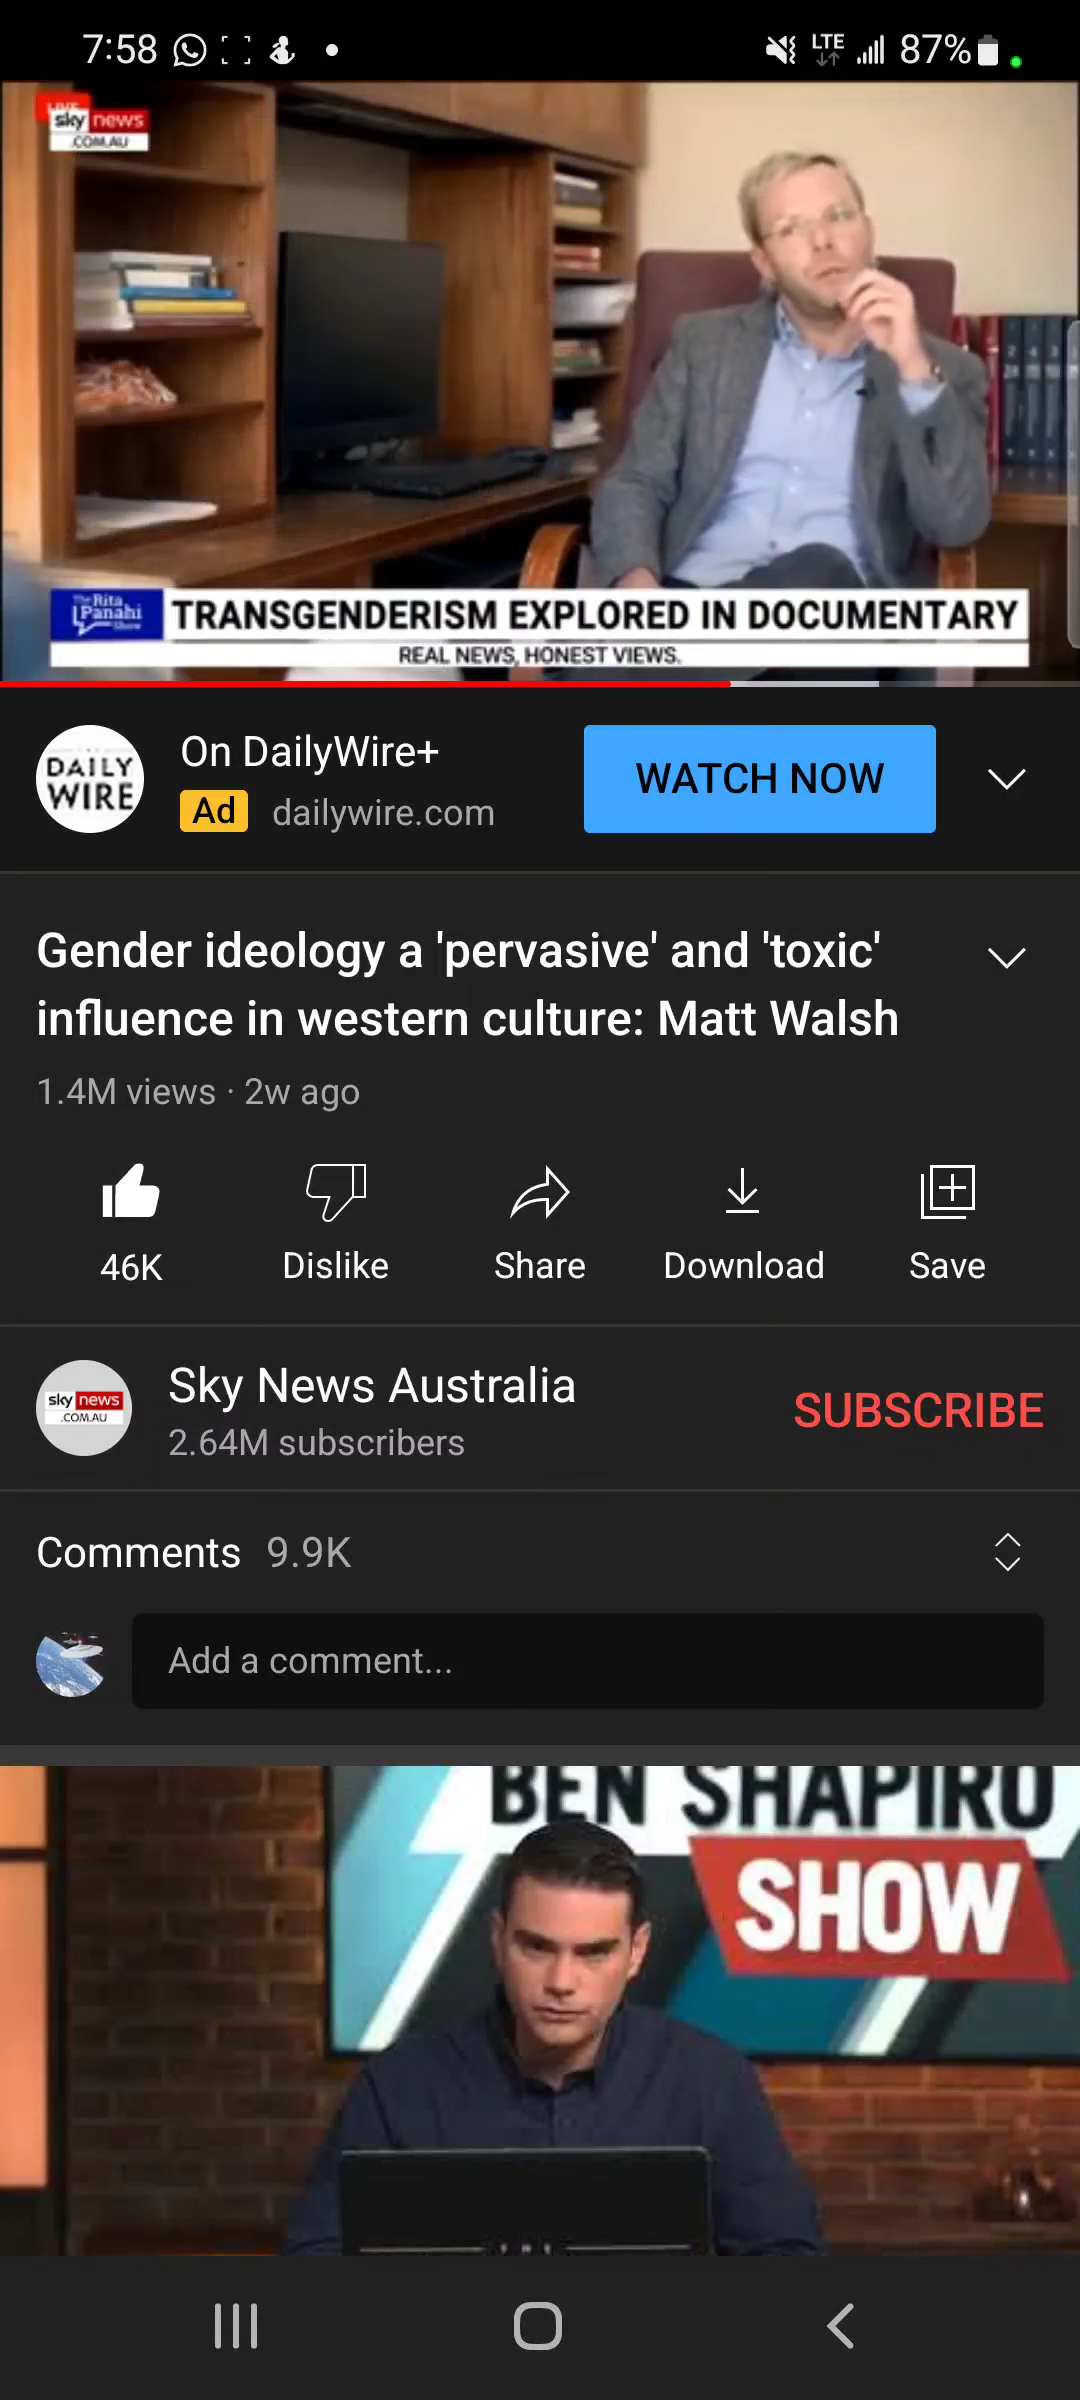 7:58
LTE
87%
LIVE
sky news
.COM.AU
The Rita
Panahi
Show
TRANSGENDERISM EXPLORED IN DOCUMENTARY
REAL NEWS, HONEST VIEWS.
DAILY
WIRE
On DailyWire+
Ad dailywire.com
WATCH NOW
Gender ideology a 'pervasive' and 'toxic'
influence in western culture: Matt Walsh
1.4M views · 2w ago
46K
Dislike
Share
Download
Save
sky news
.COM.AU
Sky News Australia
2.64M subscribers
SUBSCRIBE
Comments 9.9K
Add a comment...
BEN SHAPIRO
SHOW